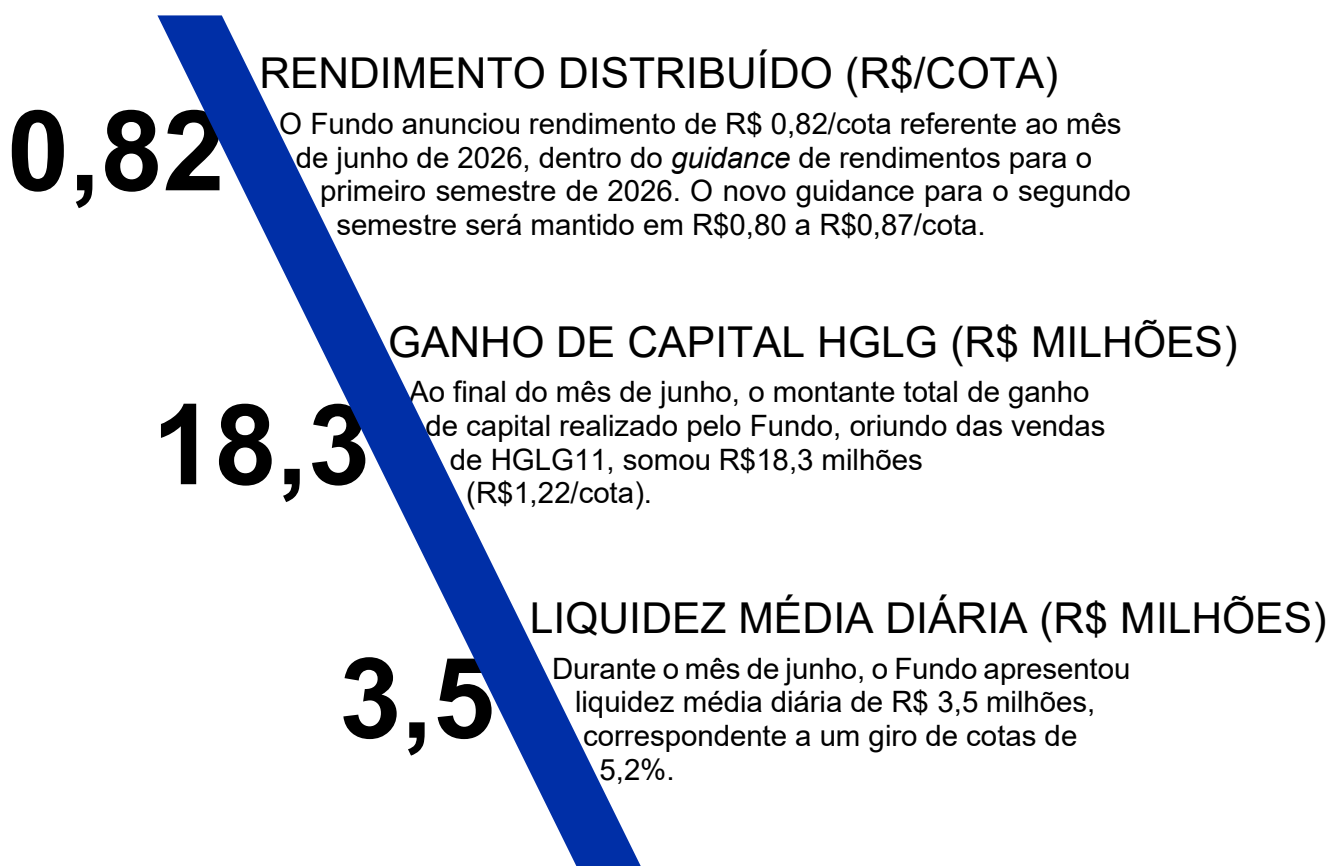 RENDIMENTO DISTRIBUÍDO (R$/COTA)
0,82
O Fundo anunciou rendimento de R$ 0,82/cota referente ao mês
de junho de 2026, dentro do guidance de rendimentos para o
primeiro semestre de 2026. O novo guidance para o segundo
semestre será mantido em R$0,80 a R$0,87/cota.
GANHO DE CAPITAL HGLG (R$ MILHÕES)
18,3
Ao final do mês de junho, o montante total de ganho
de capital realizado pelo Fundo, oriundo das vendas
de HGLG11, somou R$18,3 milhões
(R$1,22/cota).
LIQUIDEZ MÉDIA DIÁRIA (R$ MILHÕES)
3,5
Durante o mês de junho, o Fundo apresentou
liquidez média diária de R$ 3,5 milhões,
correspondente a um giro de cotas de
5,2%.